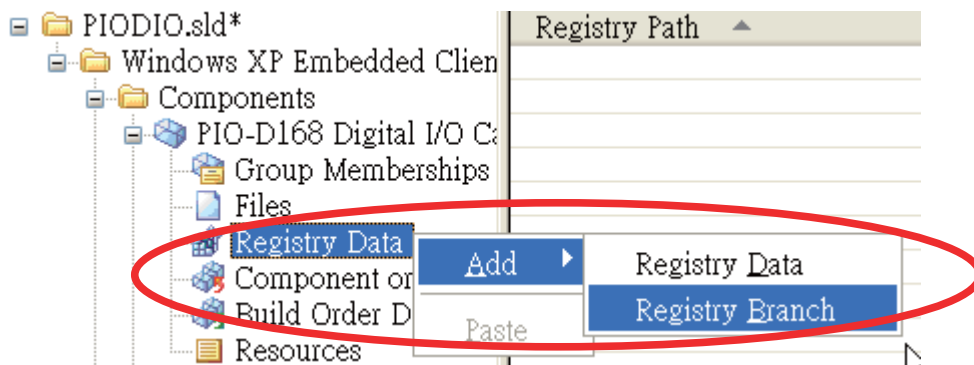 PIODIO.sld*
Registry Path
Windows XP Embedded Clien
Components
PIO-D168 Digital I/O Ca
Group Memberships
Files
Registry Data
Add
Registry Data
Component or
Registry Branch
Build Order D
Paste
Resources